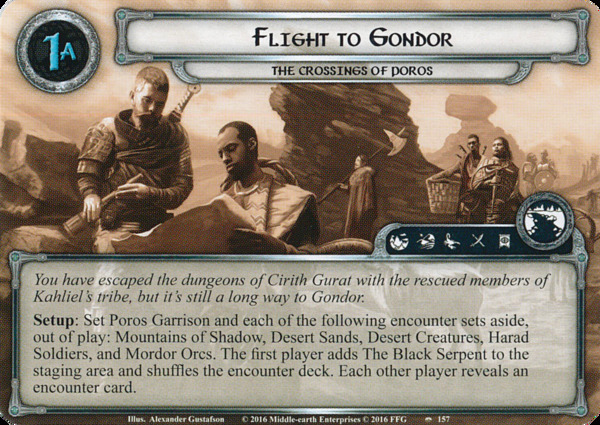 1A
Flight to Gondor
The Crossings of Poros
You have escaped the dungeons of Cirith Gurat with the rescued members of
Kahliel's tribe, but it's still a long way to Gondor.
Setup: Set Poros Garrison and each of the following encounter sets aside,
out of play: Mountains of Shadow, Desert Sands, Desert Creatures, Harad
Soldiers, and Mordor Orcs. The first player adds The Black Serpent to the
staging area and shuffles the encounter deck. Each other player reveals an
encounter card.
Illus. Alexander Gustafson © 2016 Middle-earth Enterprises © 2016 FFG 157